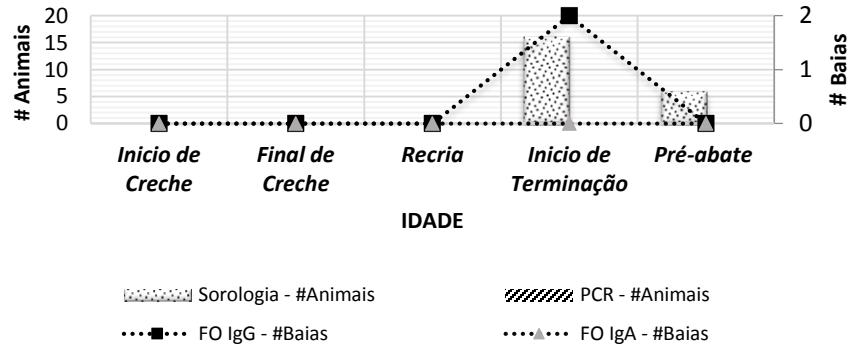 20
15
10
5
0
# Animais
2
1
0
# Baias
Inicio de
Creche
Final de
Creche
Recria
Inicio de
Terminação
Pré-abate
IDADE
Sorologia - #Animais
PCR - #Animais
FO IgG - #Baias
FO IgA - #Baias